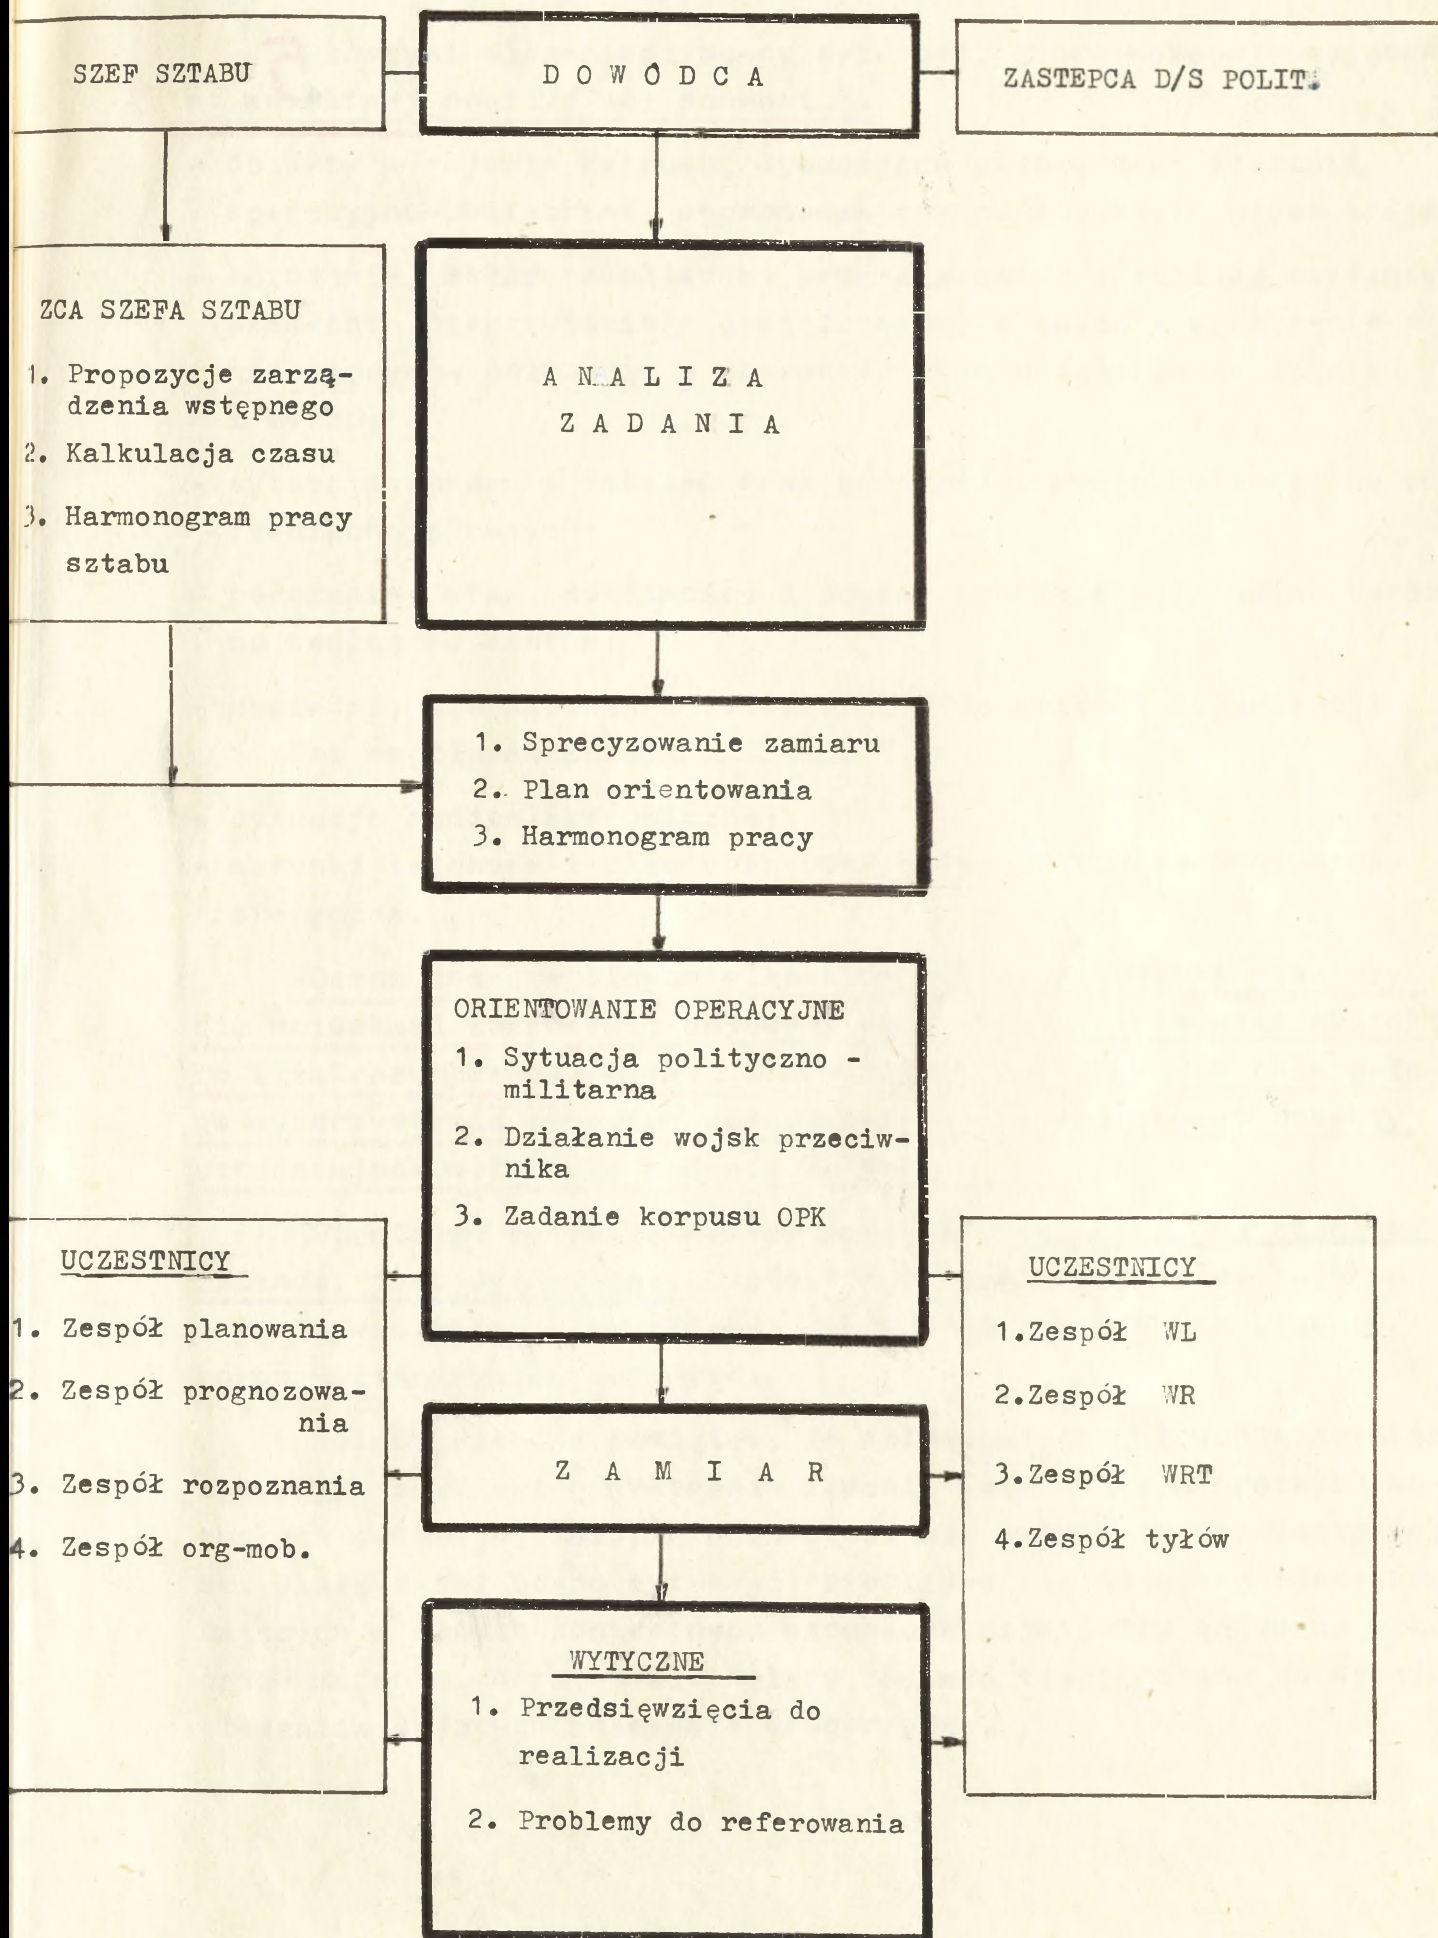 SZEF SZTABU
DOWÓDCA
ZASTEPCA D/S POLIT.
ZCA SZEFA SZTABU
1. Propozycje zarzą-
dzenia wstępnego
2. Kalkulacja czasu
3. Harmonogram pracy
sztabu
ANALIZA
ZADANIA
1. Sprecyzowanie zamiaru
2. Plan orientowania
3. Harmonogram pracy
ORIENTOWANIE OPERACYJNE
1. Sytuacja polityczno -
militarna
2. Działanie wojsk przeciw-
nika
3. Zadanie korpusu OPK
UCZESTNICY
1. Zespół planowania
2. Zespół prognozowa-
nia
3. Zespół rozpoznania
4. Zespół org-mob.
UCZESTNICY
1.Zespół WL
2.Zespół WR
3.Zespół WRT
4.Zespół tyłów
ZAMIAR
WYTYCZNE
1. Przedsięwzięcia do
realizacji
2. Problemy do referowania